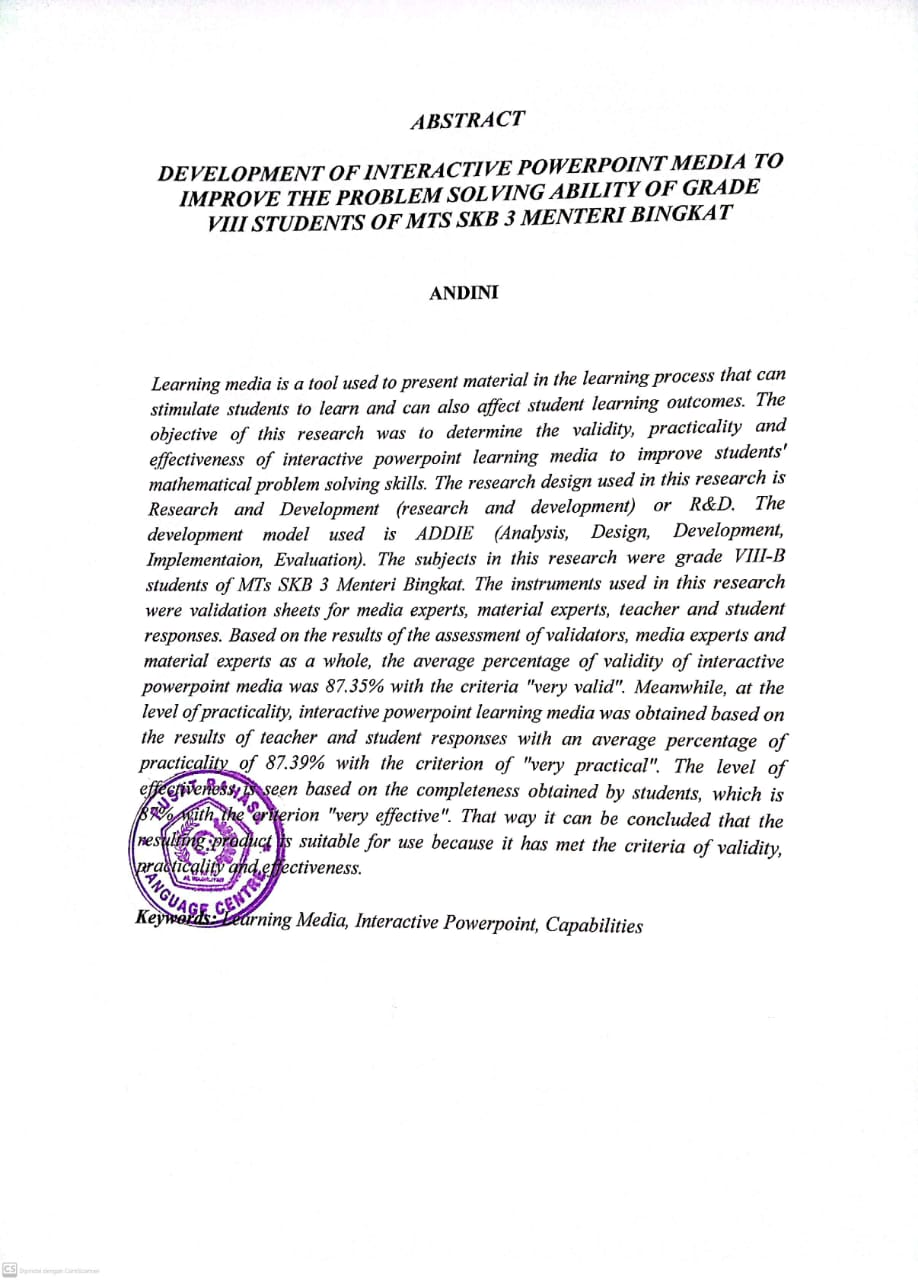 ABSTRACT
DEVELOPMENT OF INTERACTIVE POWERPOINT MEDIA TO
IMPROVE THE PROBLEM SOLVING ABILITY OF GRADE
VIII STUDENTS OF MTS SKB 3 MENTERI BINGKAT
ANDINI
Learning media is a tool used to present material in the learning process that can
stimulate students to learn and can also affect student learning outcomes. The
objective of this research was to determine the validity, practicality and
effectiveness of interactive powerpoint learning media to improve students'
mathematical problem solving skills. The research design used in this research is
Research and Development (research and development) or R&D. The
development model used is ADDIE (Analysis, Design, Development,
Implementaion, Evaluation). The subjects in this research were grade VIII-B
students of MTs SKB 3 Menteri Bingkat. The instruments used in this research
were validation sheets for media experts, material experts, teacher and student
responses. Based on the results of the assessment of validators, media experts and
material experts as a whole, the average percentage of validity of interactive
powerpoint media was 87.35% with the criteria "very valid". Meanwhile, at the
level of practicality, interactive powerpoint learning media was obtained based on
the results of teacher and student responses with an average percentage of
practicality of 87.39% with the criterion of "very practical". The level of
effectiveness is seen based on the completeness obtained by students, which is
87% with the criterion "very effective". That way it can be concluded that the
resulting product is suitable for use because it has met the criteria of validity,
practicality and effectiveness.
PUSAT BAHASA
LANGUAGE CENTRE
Keywords: Learning Media, Interactive Powerpoint, Capabilities
CS Dipindai dengan CamScanner